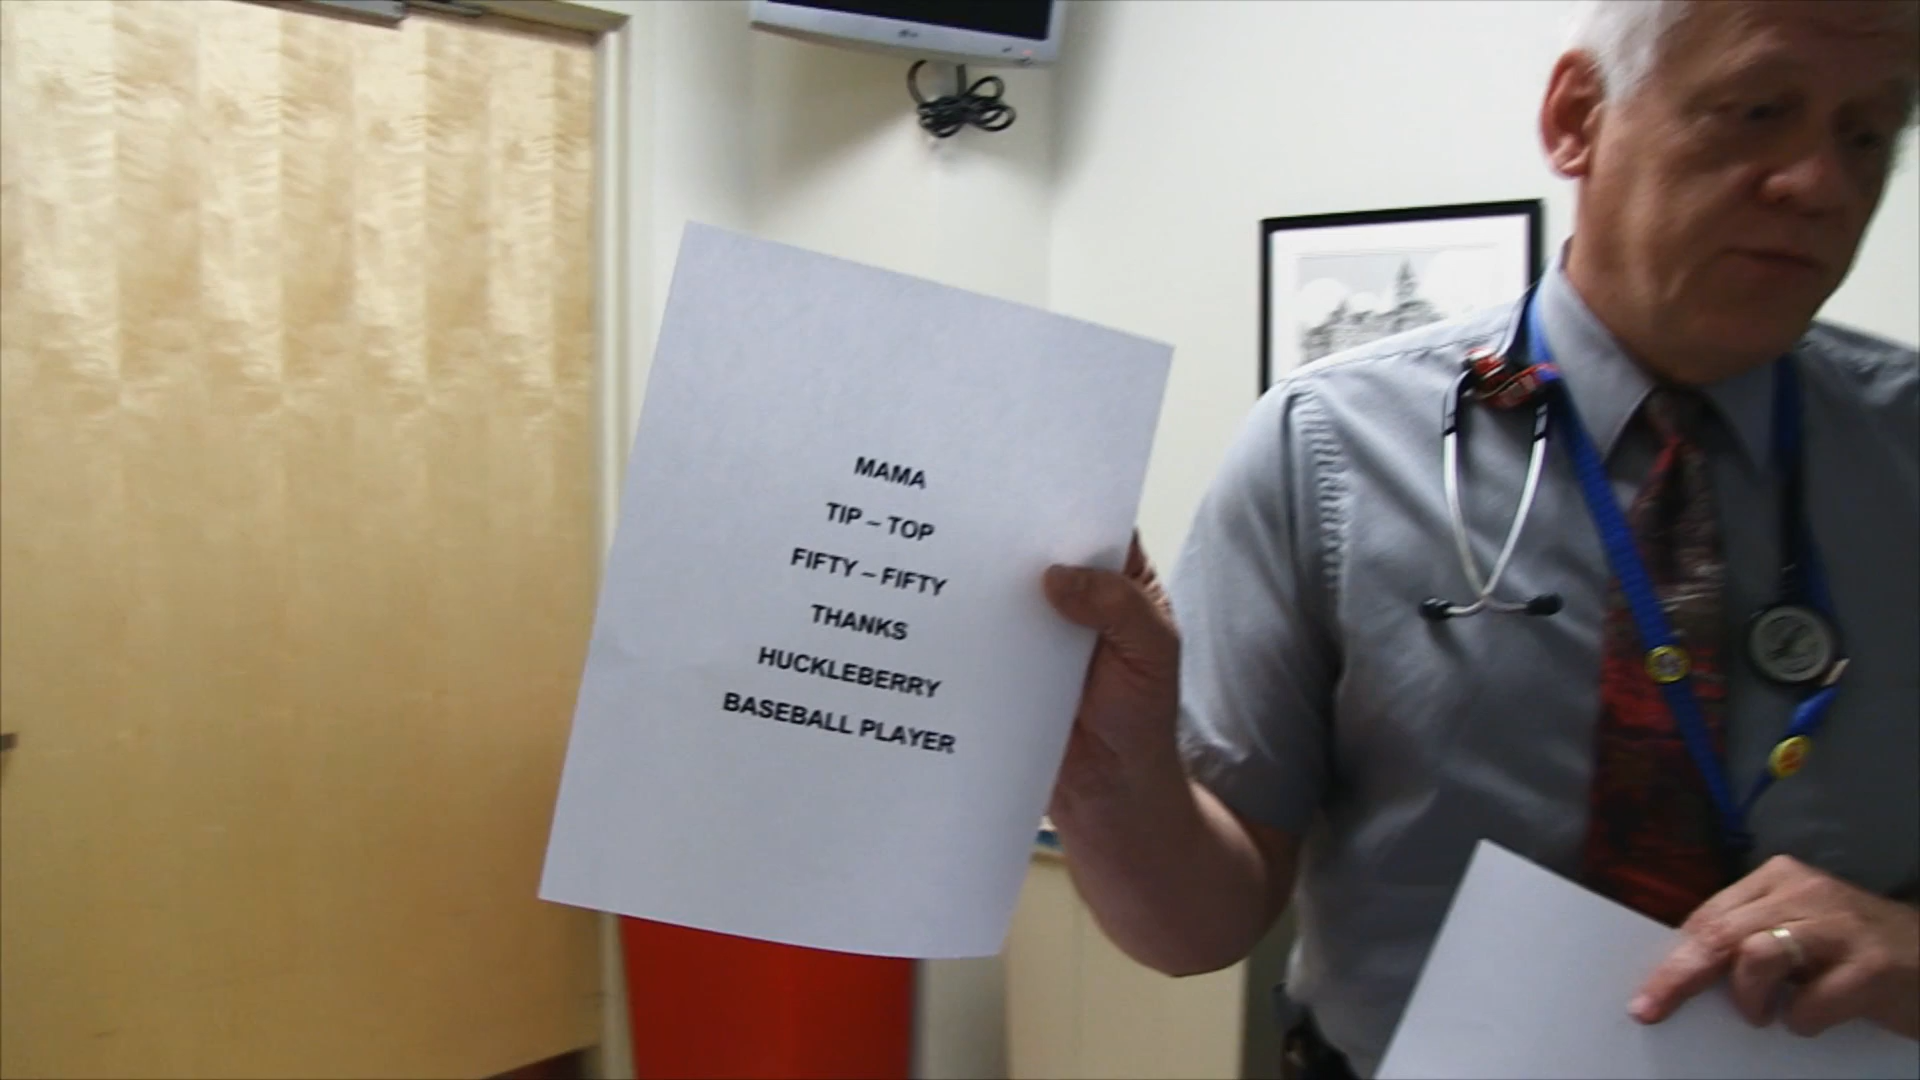 MAMA
TIP – TOP
FIFTY – FIFTY
THANKS
HUCKLEBERRY
BASEBALL PLAYER